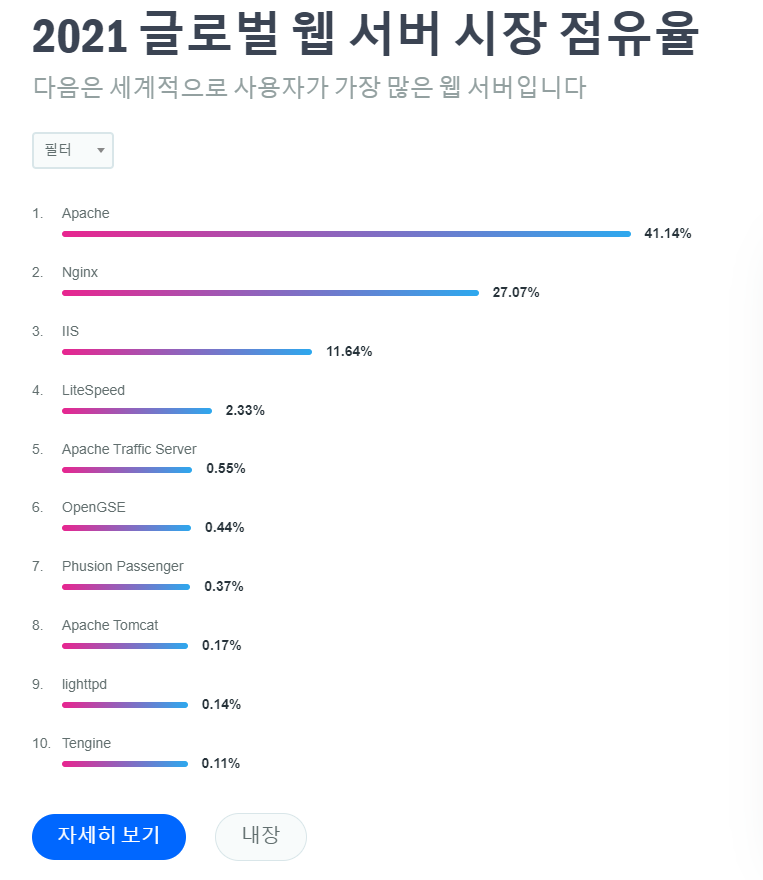 2021 글로벌 웹 서버 시장 점유율
다음은 세계적으로 사용자가 가장 많은 웹 서버입니다
필터
1. Apache
41.14%
2. Nginx
27.07%
3. IIS
11.64%
4. LiteSpeed
2.33%
5. Apache Traffic Server
0.55%
6. OpenGSE
0.44%
7. Phusion Passenger
0.37%
8. Apache Tomcat
0.17%
9. lighttpd
0.14%
10. Tengine
0.11%
자세히 보기 내장